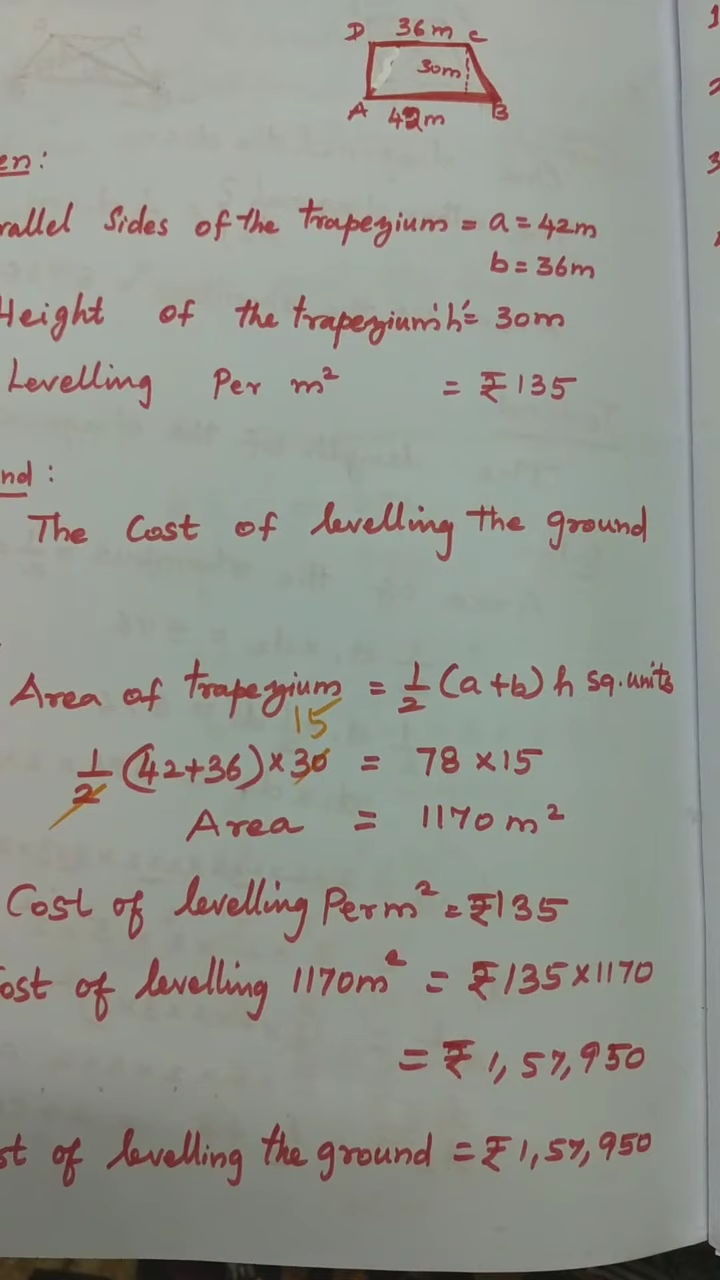 D 36m C
30m
A 42m B
en:
rallel Sides of the trapezium = a = 42m
b = 36m
Height of the trapezium 'h' = 30m
Levelling Per m² = ₹135
nd:
The Cost of levelling the ground
Area of trapezium = 1/2 (a+b) h sq.units
15
1/2 (42+36) × 30 = 78 × 15
Area = 1170 m²
Cost of levelling Per m² = ₹135
ost of levelling 1170m² = ₹135 × 1170
= ₹ 1,57,950
st of levelling the ground = ₹1,57,950